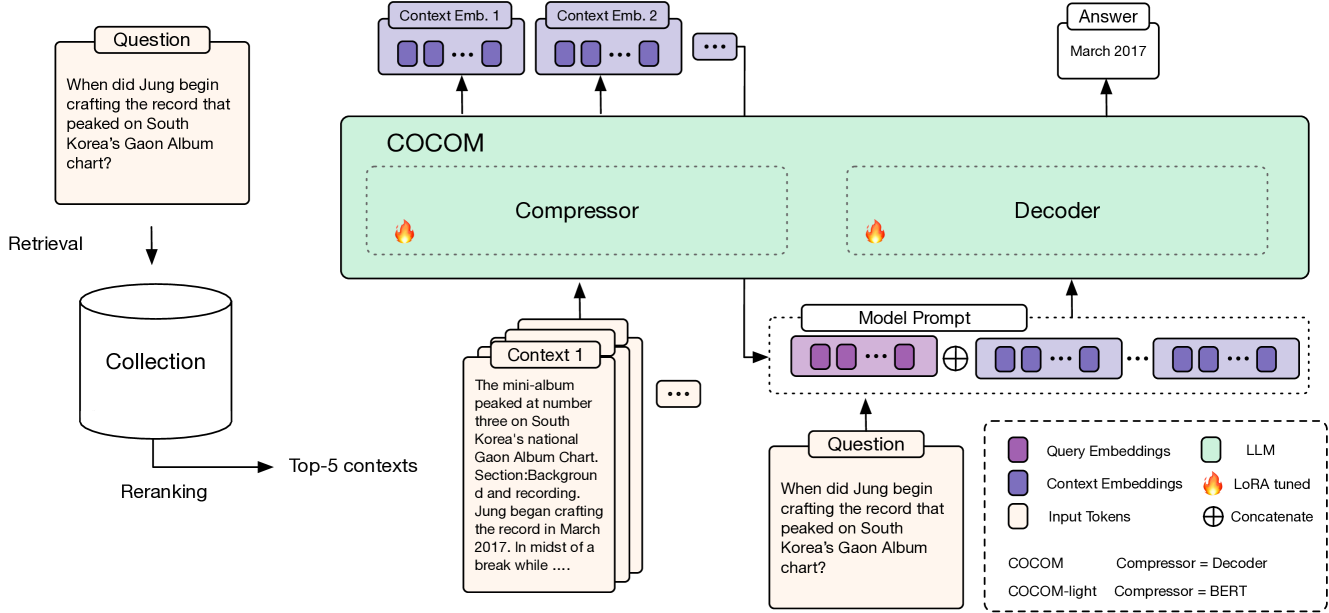 Question
When did Jung begin
crafting the record that
peaked on South
Korea's Gaon Album
chart?
Retrieval
Collection
Reranking
Top-5 contexts
Context Emb. 1
Context Emb. 2
Answer
March 2017
COCOM
Compressor
Decoder
Context 1
The mini-album
peaked at number
three on South
Korea's national
Gaon Album Chart.
Section:Backgroun
d and recording.
Jung began crafting
the record in March
2017. In midst of a
break while ....
Model Prompt
Question
When did Jung begin
crafting the record that
peaked on South
Korea's Gaon Album
chart?
Query Embeddings
LLM
Context Embeddings
LoRA tuned
Input Tokens
Concatenate
COCOM Compressor = Decoder
COCOM-light Compressor = BERT